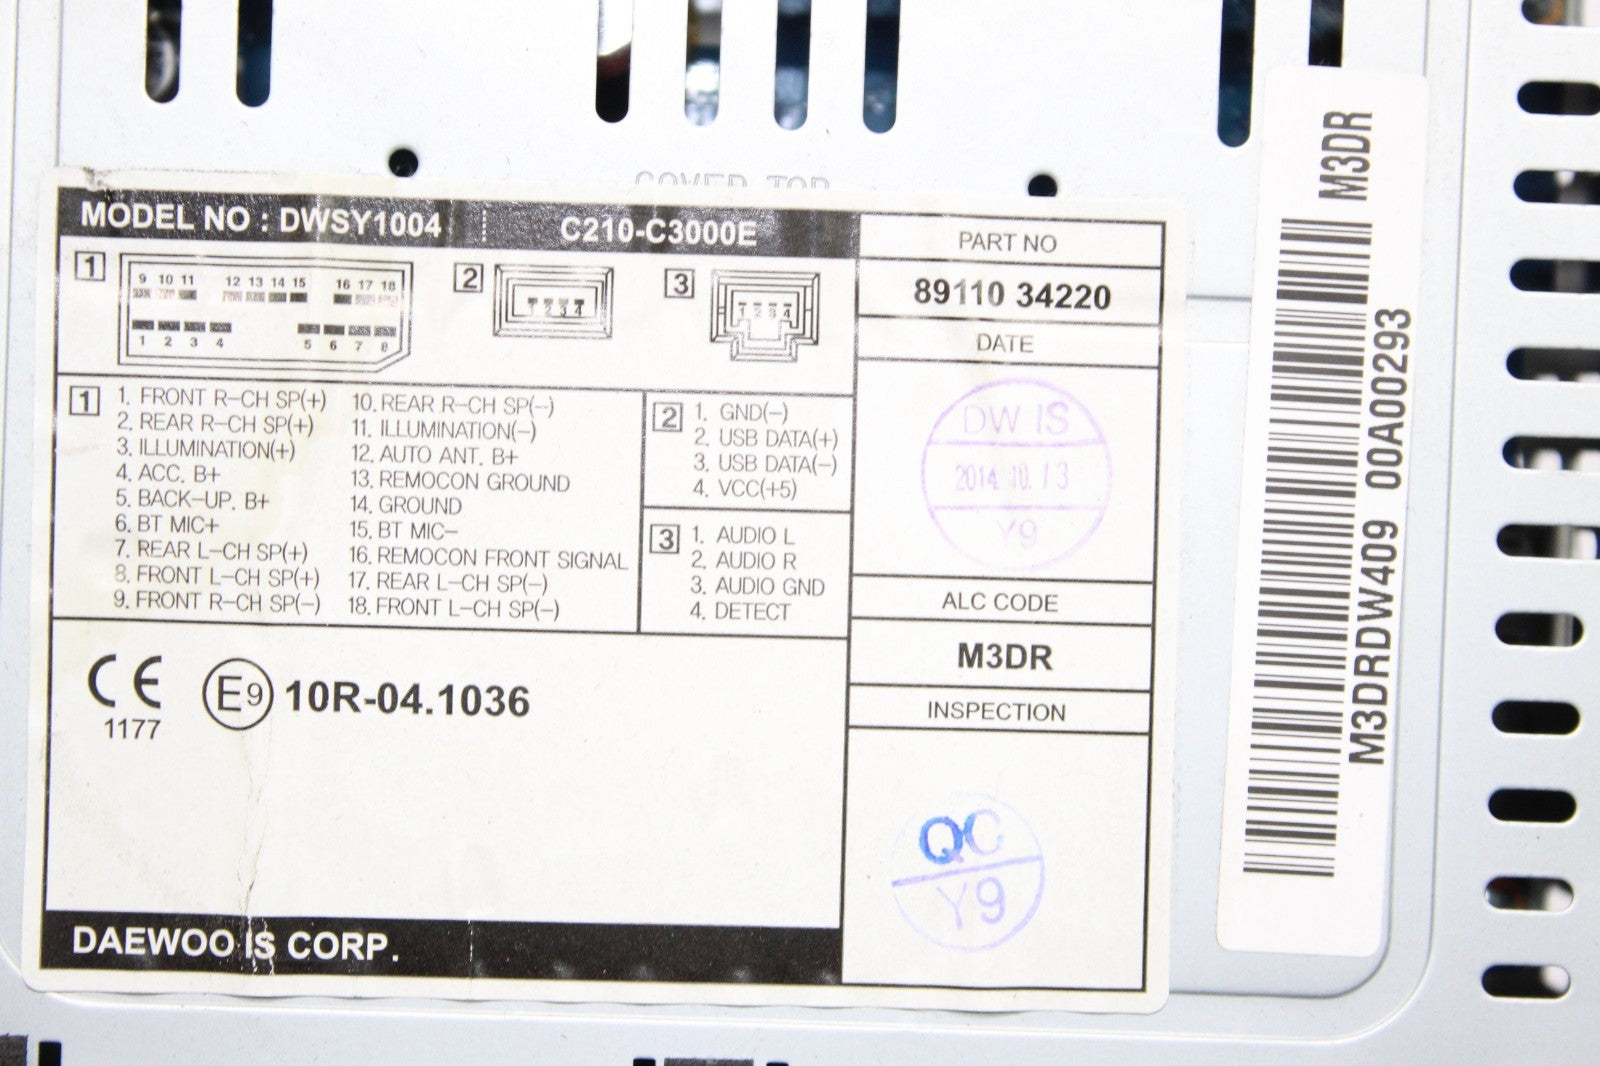 COVER TOP
MODEL NO : DWSY1004 C210-C3000E
1
9 10 11 12 13 14 15 16 17 18
1 2 3 4 5 6 7 8
2
1 2 3 4
3
1 2 3 4
1
1. FRONT R-CH SP(+)
2. REAR R-CH SP(+)
3. ILLUMINATION(+)
4. ACC. B+
5. BACK-UP. B+
6. BT MIC+
7. REAR L-CH SP(+)
8. FRONT L-CH SP(+)
9. FRONT R-CH SP(-)
10. REAR R-CH SP(-)
11. ILLUMINATION(-)
12. AUTO ANT. B+
13. REMOCON GROUND
14. GROUND
15. BT MIC-
16. REMOCON FRONT SIGNAL
17. REAR L-CH SP(-)
18. FRONT L-CH SP(-)
2
1. GND(-)
2. USB DATA(+)
3. USB DATA(-)
4. VCC(+5)
3
1. AUDIO L
2. AUDIO R
3. AUDIO GND
4. DETECT
CE
1177
E9 10R-04.1036
DAEWOO IS CORP.
PART NO
89110 34220
DATE
DW IS
2014. 10. 13
Y9
ALC CODE
M3DR
INSPECTION
QC
Y9
M3DR
M3DRDW409 00A00293